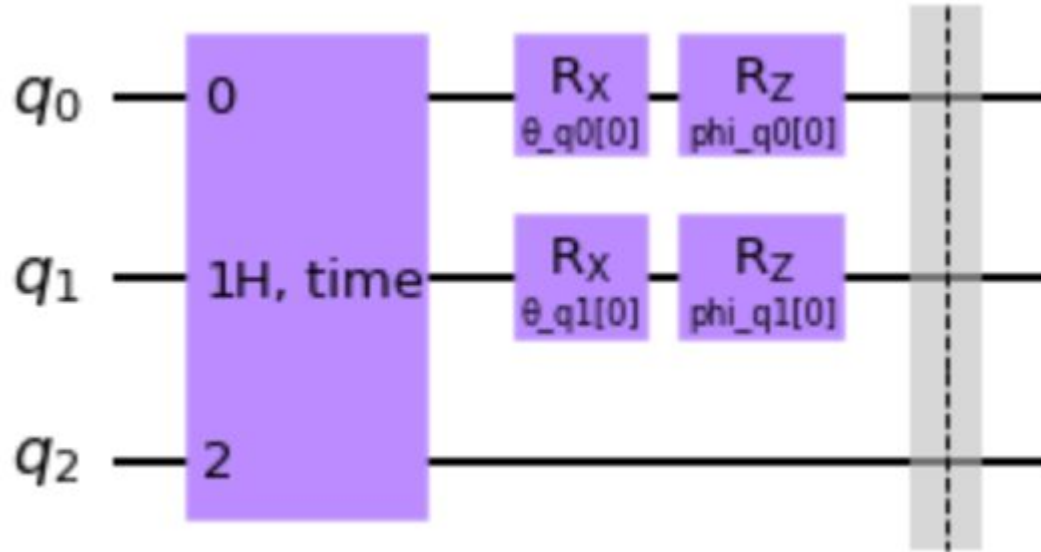 q0 0 RX RZ
θ_q0[0] phi_q0[0]
q1 1H, time RX RZ
θ_q1[0] phi_q1[0]
q2 2